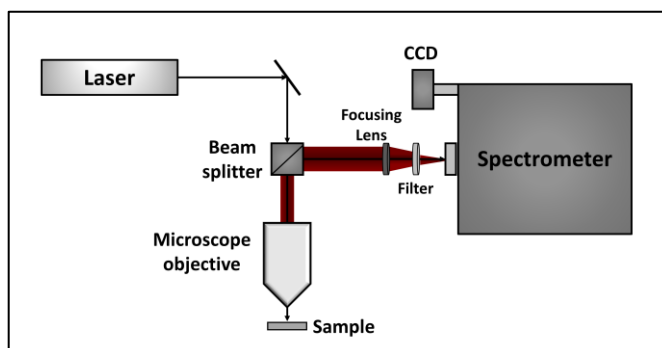 Laser
CCD
Focusing
Lens
Beam
splitter
Filter
Spectrometer
Microscope
objective
Sample